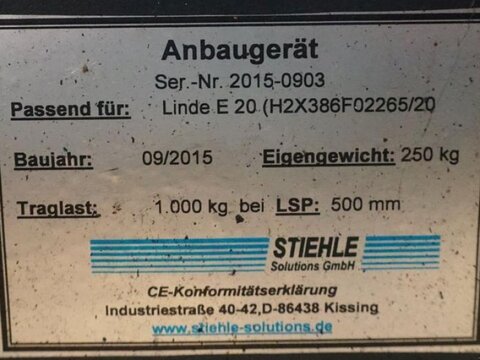 Anbaugerät
Ser.-Nr. 2015-0903
Passend für: Linde E 20 (H2X386F02265/20
Baujahr: 09/2015 Eigengewicht: 250 kg
Traglast: 1.000 kg bei LSP: 500 mm
STIEHLE
Solutions GmbH
CE-Konformitätserklärung
Industriestraße 40-42,D-86438 Kissing
www.stiehle-solutions.de